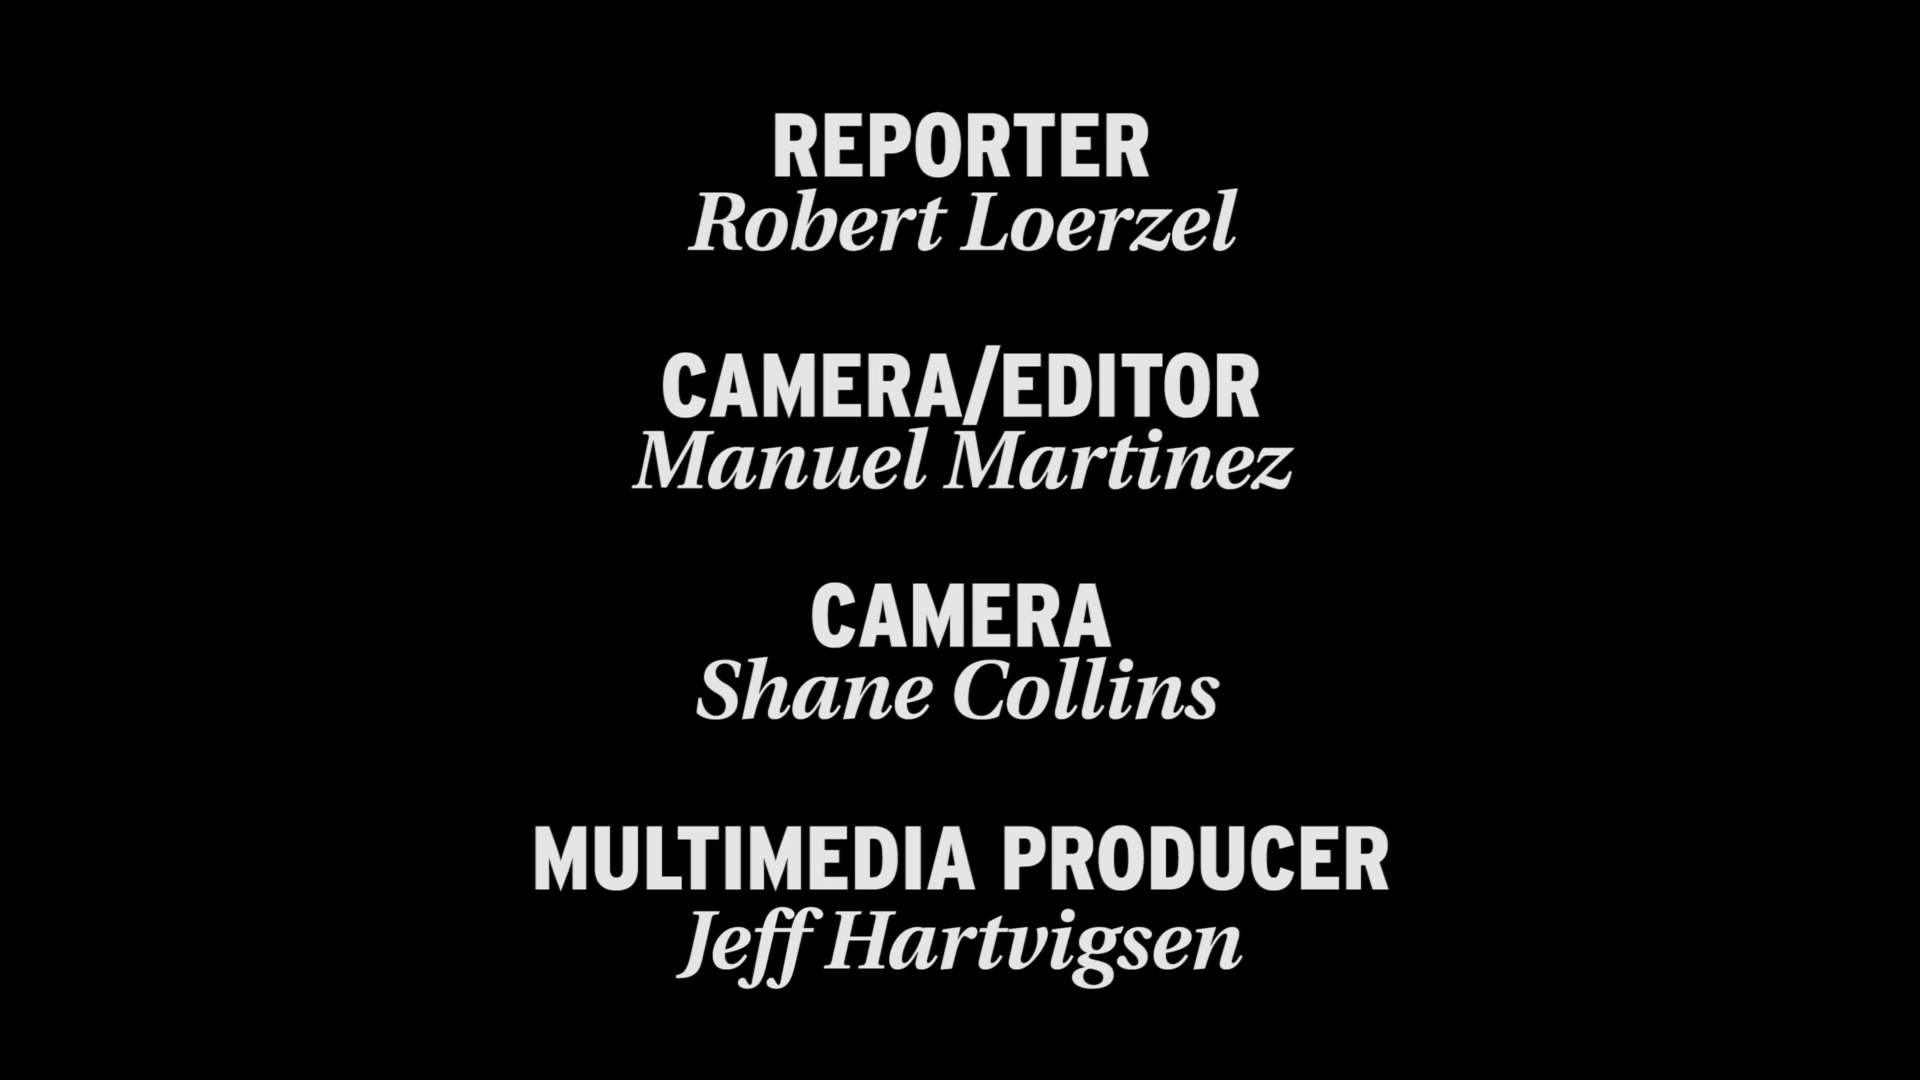 REPORTER
Robert Loerzel
CAMERA/EDITOR
Manuel Martinez
CAMERA
Shane Collins
MULTIMEDIA PRODUCER
Jeff Hartvigsen